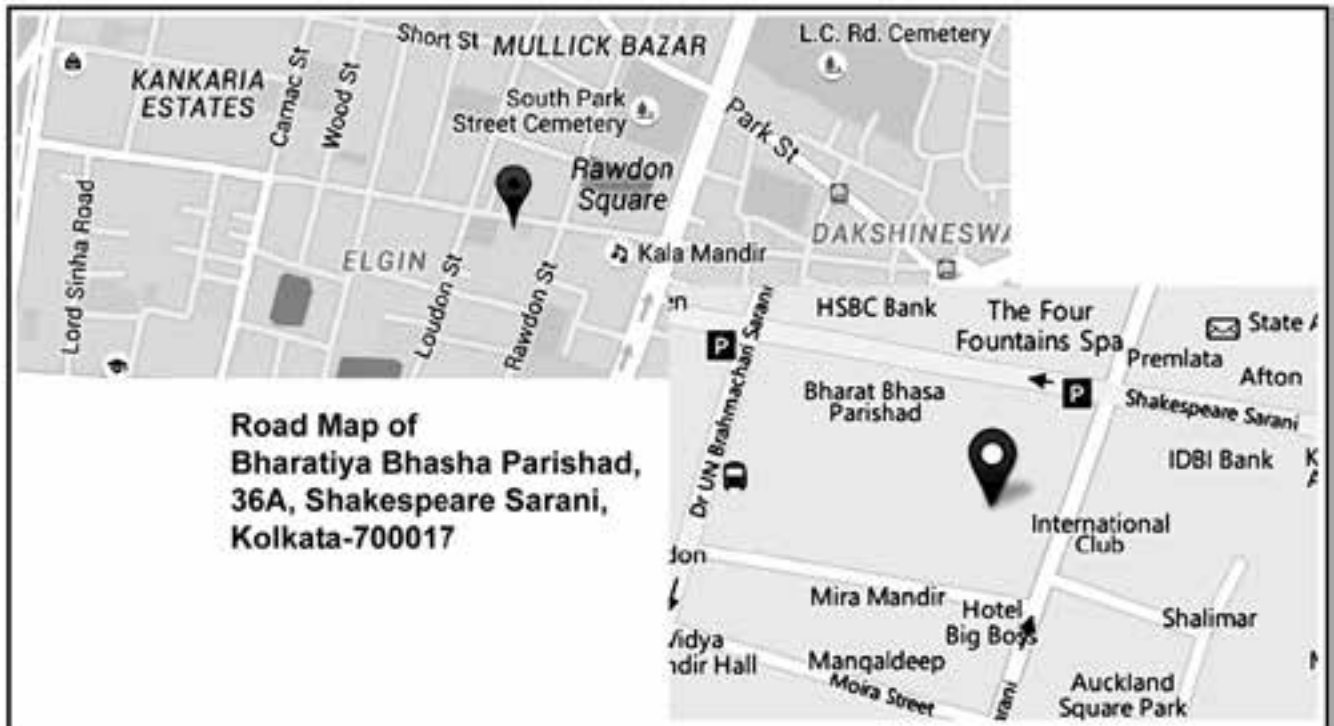 Short St
MULLICK BAZAR
L.C. Rd. Cemetery
KANKARIA
ESTATES
Camac St
Wood St
South Park
Street Cemetery
Park St
Rawdon
Square
Lord Sinha Road
ELGIN
Loudon St
Rawdon St
Kala Mandir
DAKSHINESWA
HSBC Bank
The Four
Fountains Spa
P
State A
Premlata
Afton
P
Shakespeare Sarani
Bharat Bhasa
Parishad
Dr UN Brahmachan Sarani
IDBI Bank
International
Club
Mira Mandir
Hotel
Big Boss
Shalimar
Vidya
ndir Hall
Mangaldeep
Moira Street
Auckland
Square Park
Road Map of
Bharatiya Bhasha Parishad,
36A, Shakespeare Sarani,
Kolkata-700017